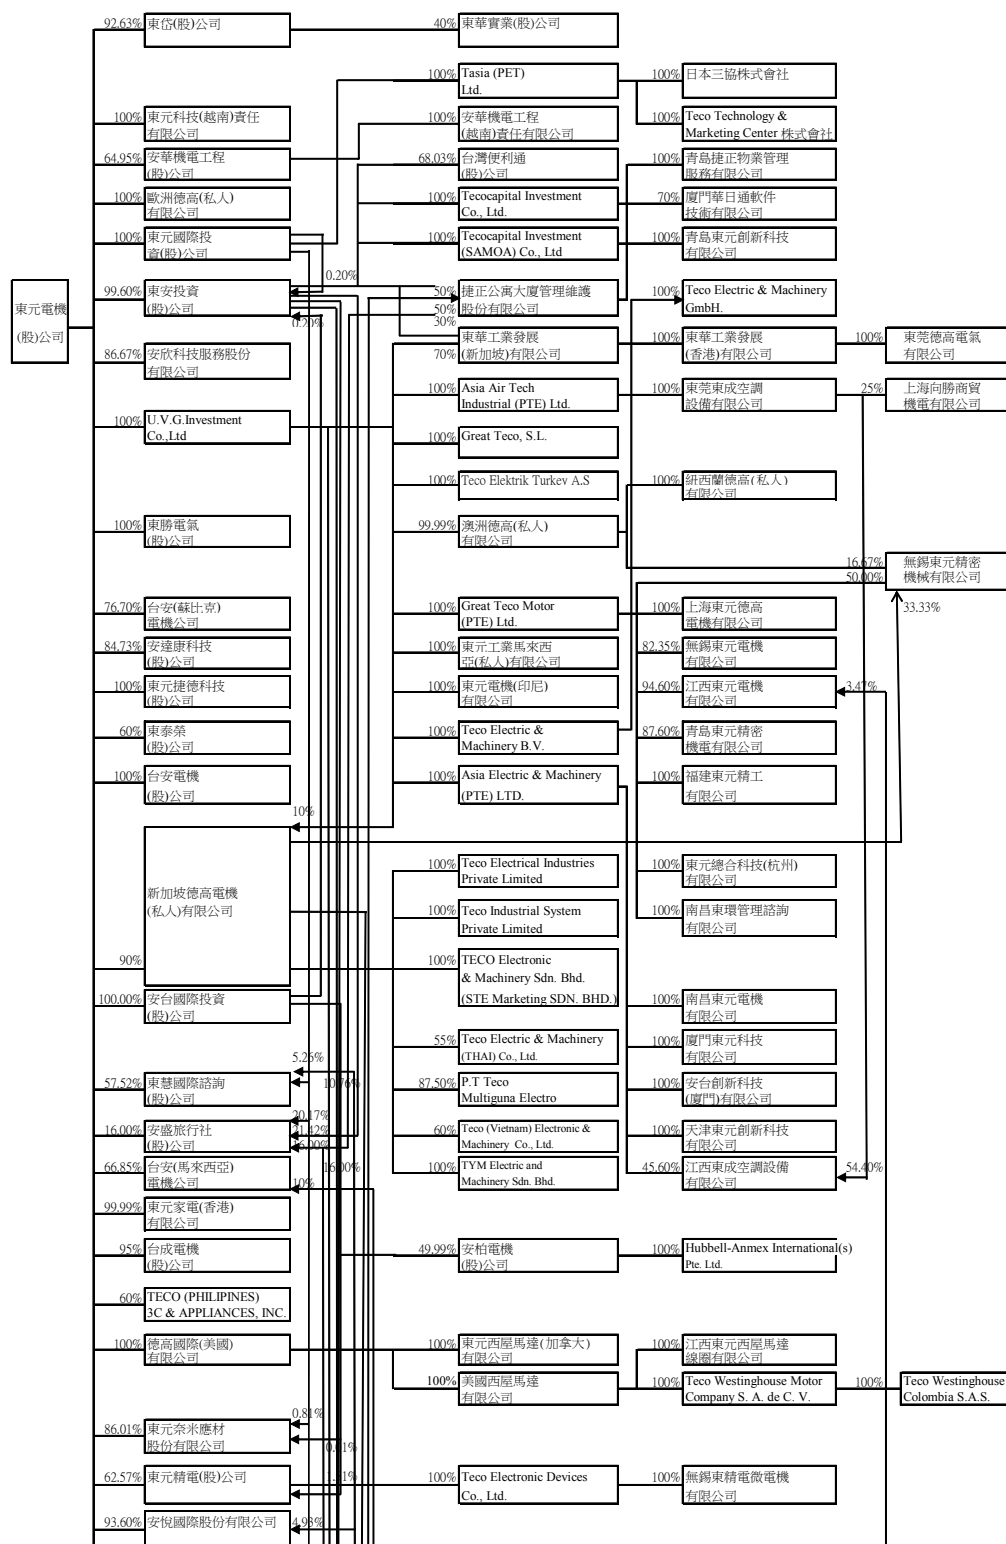 92.63% 東岱(股)公司
40% 東華實業(股)公司
100% Tasia (PET)
Ltd.
100% 日本三協株式會社
100% 東元科技(越南)責任
有限公司
100% 安華機電工程
(越南)責任有限公司
100% Teco Technology &
Marketing Center 株式會社
64.95% 安華機電工程
(股)公司
68.03% 台灣便利通
(股)公司
100% 青島捷正物業管理
服務有限公司
100% 歐洲德高(私人)
有限公司
100% Tecocapital Investment
Co., Ltd.
70% 廈門華日通軟件
技術有限公司
100% 東元國際投
資(股)公司
100% Tecocapital Investment
(SAMOA) Co., Ltd
100% 青島東元創新科技
有限公司
0.20%
東元電機
(股)公司
99.60% 東安投資
(股)公司
0.20%
50% 捷正公寓大廈管理維護
50% 股份有限公司
100% Teco Electric & Machinery
GmbH.
30%
東華工業發展
70% (新加坡)有限公司
100% 東華工業發展
(香港)有限公司
100% 東莞德高電氣
有限公司
86.67% 安欣科技服務股份
有限公司
100% Asia Air Tech
Industrial (PTE) Ltd.
100% 東莞東成空調
設備有限公司
25% 上海向勝商貿
機電有限公司
100% U.V.G.Investment
Co.,Ltd
100% Great Teco, S.L.
100% Teco Elektrik Turkey A.S
100% 紐西蘭德高(私人)
有限公司
100% 東勝電氣
(股)公司
99.99% 澳洲德高(私人)
有限公司
16.67% 無錫東元精密
50.00% 機械有限公司
33.33%
76.70% 台安(蘇比克)
電機公司
100% Great Teco Motor
(PTE) Ltd.
100% 上海東元德高
電機有限公司
84.73% 安達康科技
(股)公司
100% 東元工業馬來西
亞(私人)有限公司
82.35% 無錫東元電機
有限公司
100% 東元捷德科技
(股)公司
100% 東元電機(印尼)
有限公司
94.60% 江西東元電機
有限公司
3.47%
60% 東泰榮
(股)公司
100% Teco Electric &
Machinery B.V.
87.60% 青島東元精密
機電有限公司
100% 台安電機
(股)公司
100% Asia Electric & Machinery
(PTE) LTD.
100% 福建東元精工
有限公司
10%
90% 新加坡德高電機
(私人)有限公司
100% Teco Electrical Industries
Private Limited
100% 東元總合科技(杭州)
有限公司
100% Teco Industrial System
Private Limited
100% 南昌東環管理諮詢
有限公司
100% TECO Electronic
& Machinery Sdn. Bhd.
(STE Marketing SDN. BHD.)
100.00% 安台國際投資
(股)公司
100% 南昌東元電機
有限公司
55% Teco Electric & Machinery
(THAI) Co., Ltd.
100% 廈門東元科技
有限公司
5.26%
57.52% 東慧國際諮詢
(股)公司
10.76%
87.50% P.T Teco
Multiguna Electro
100% 安台創新科技
(廈門)有限公司
20.17%
16.00% 安盛旅行社
(股)公司
21.42%
16.00%
60% Teco (Vietnam) Electronic &
Machinery Co., Ltd.
100% 天津東元創新科技
有限公司
66.85% 台安(馬來西亞)
電機公司
16.00%
10%
100% TYM Electric and
Machinery Sdn. Bhd.
45.60% 江西東成空調設備
有限公司
54.40%
99.99% 東元家電(香港)
有限公司
95% 台成電機
(股)公司
49.99% 安柏電機
(股)公司
100% Hubbell-Anmex International(s)
Pte. Ltd.
60% TECO (PHILIPINES)
3C & APPLIANCES, INC.
100% 德高國際(美國)
有限公司
100% 東元西屋馬達(加拿大)
有限公司
100% 江西東元西屋馬達
線圈有限公司
100% 美國西屋馬達
有限公司
100% Teco Westinghouse Motor
Company S. A. de C. V.
100% Teco Westinghouse
Colombia S.A.S.
0.81%
86.01% 東元奈米應材
股份有限公司
62.57% 東元精電(股)公司
100% Teco Electronic Devices
Co., Ltd.
100% 無錫東精電微電機
有限公司
93.60% 安悅國際股份有限公司
4.93%